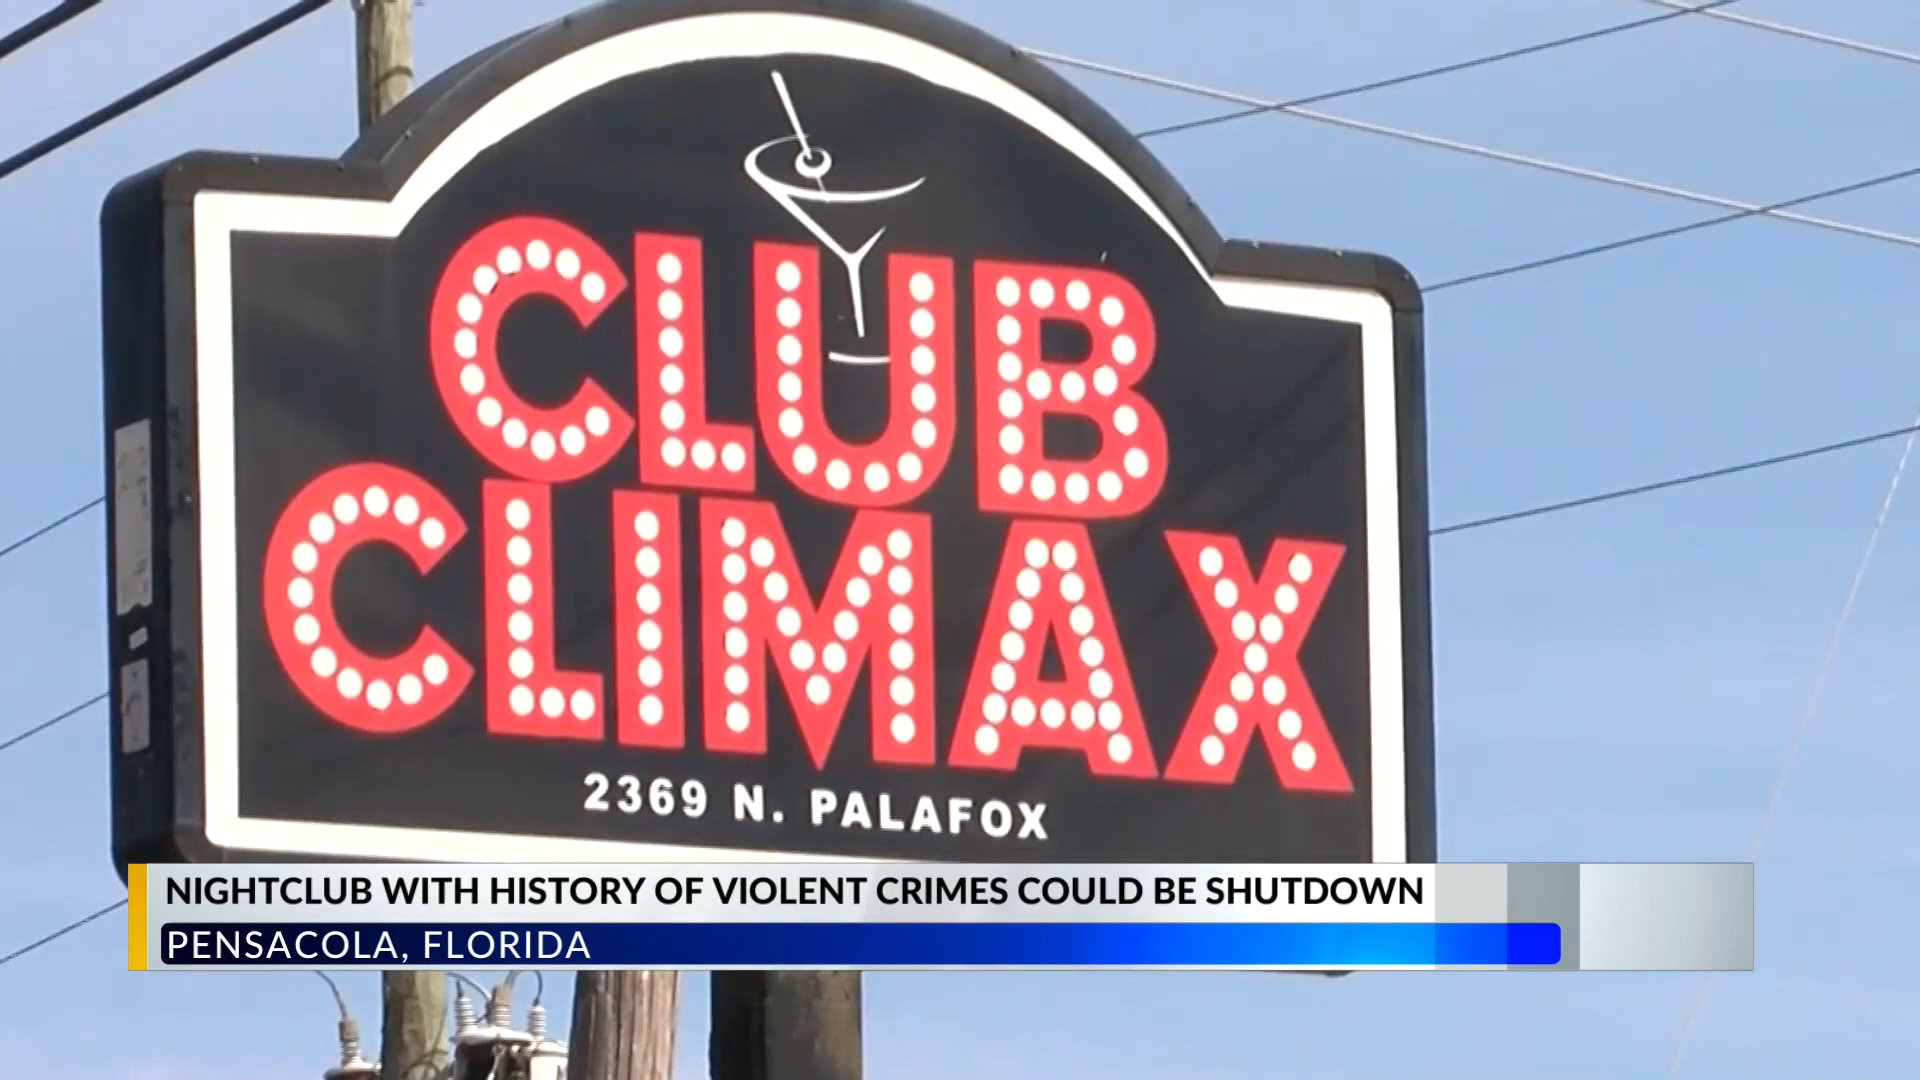 CLUB
CLIMAX
2369 N. PALAFOX
NIGHTCLUB WITH HISTORY OF VIOLENT CRIMES COULD BE SHUTDOWN
PENSACOLA, FLORIDA